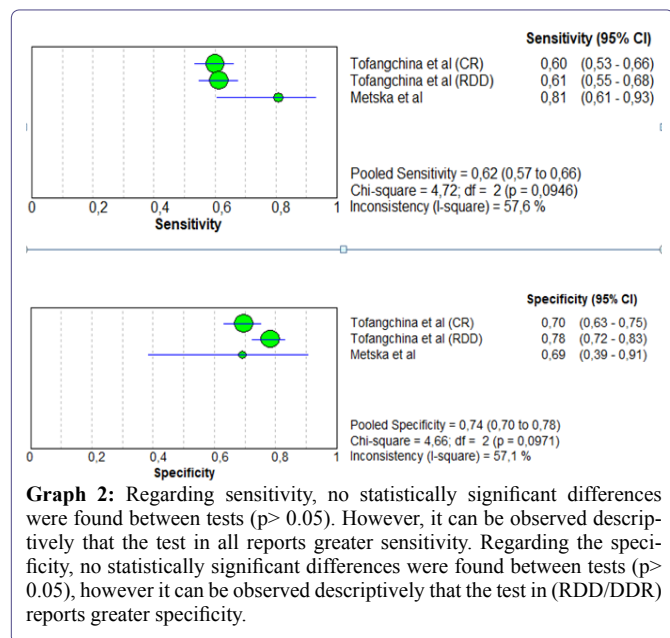 Sensitivity (95% CI)
Tofangchina et al (CR) 0,60 (0,53 - 0,66)
Tofangchina et al (RDD) 0,61 (0,55 - 0,68)
Metska et al 0,81 (0,61 - 0,93)
Pooled Sensitivity = 0,62 (0,57 to 0,66)
Chi-square = 4,72; df = 2 (p = 0,0946)
Inconsistency (I-square) = 57,6 %
0 0,2 0,4 0,6 0,8 1
Sensitivity
Specificity (95% CI)
Tofangchina et al (CR) 0,70 (0,63 - 0,75)
Tofangchina et al (RDD) 0,78 (0,72 - 0,83)
Metska et al 0,69 (0,39 - 0,91)
Pooled Specificity = 0,74 (0,70 to 0,78)
Chi-square = 4,66; df = 2 (p = 0,0971)
Inconsistency (I-square) = 57,1 %
0 0,2 0,4 0,6 0,8 1
Specificity
Graph 2: Regarding sensitivity, no statistically significant differences
were found between tests (p> 0.05). However, it can be observed descrip-
tively that the test in all reports greater sensitivity. Regarding the speci-
ficity, no statistically significant differences were found between tests (p>
0.05), however it can be observed descriptively that the test in (RDD/DDR)
reports greater specificity.